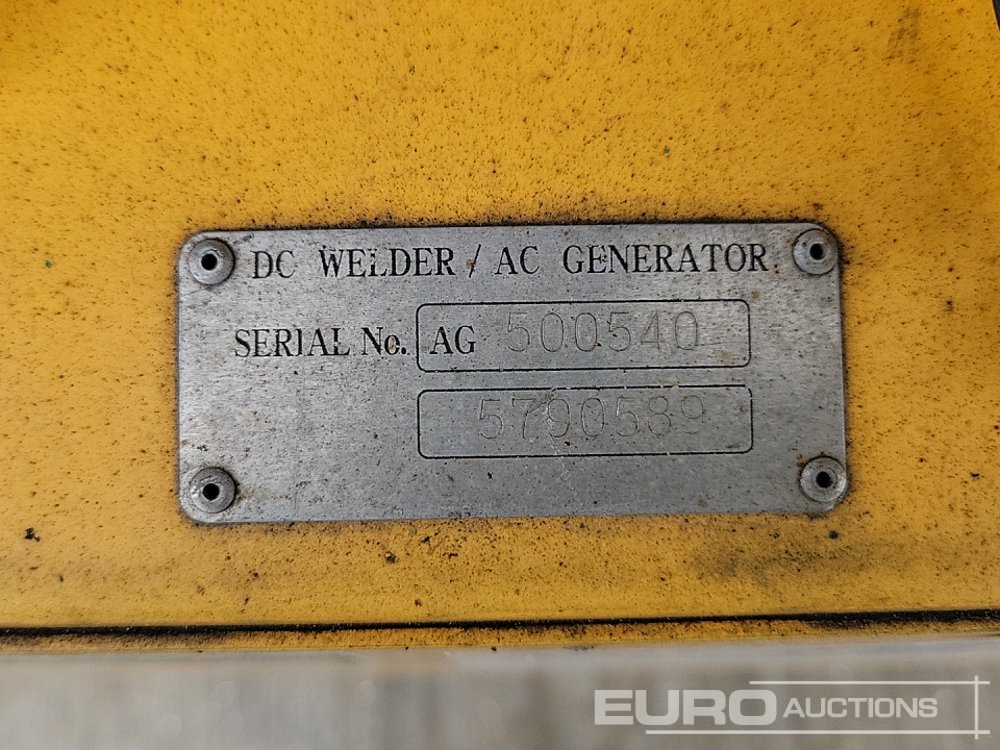 DC WELDER / AC GENERATOR
SERIAL No. AG 500540
5790589
EURO AUCTIONS